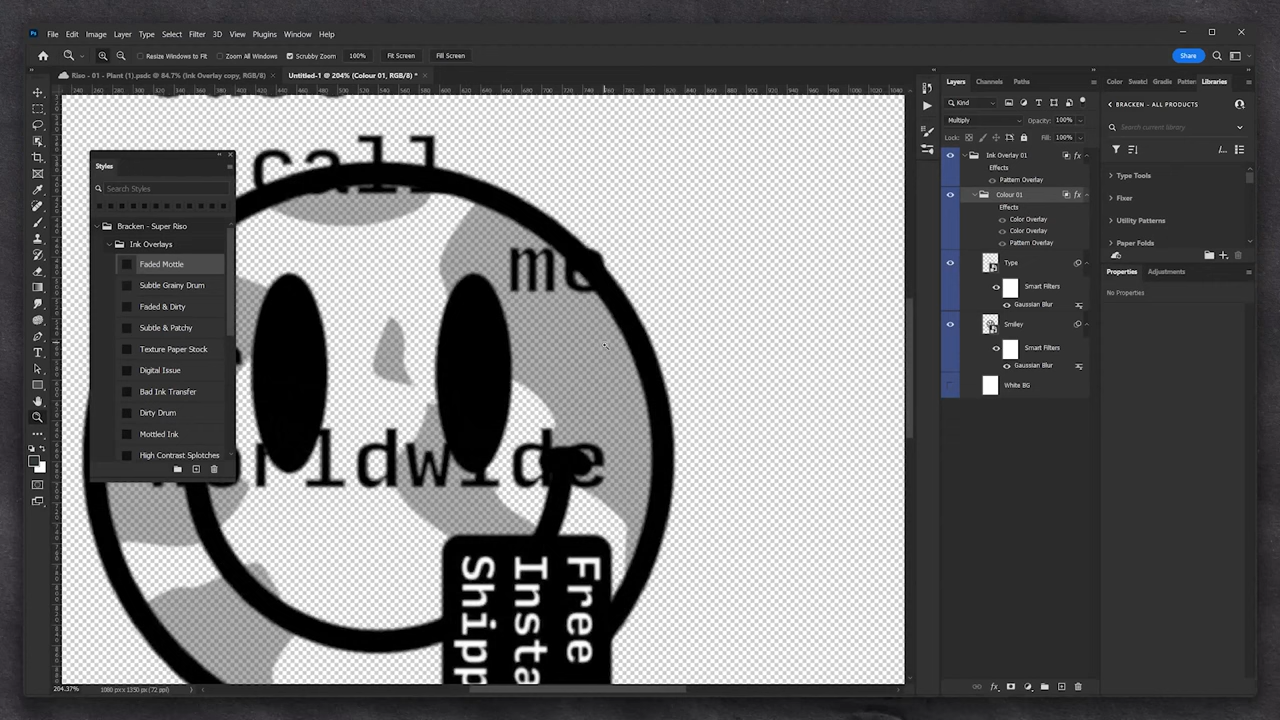 File Edit Image Layer Type Select Filter 3D View Plugins Window Help
Resize Windows to Fit Zoom All Windows Scrubby Zoom 100% Fit Screen Fill Screen Share
Riso - 01 - Plant (1).psdc @ 84.7% (Ink Overlay copy, RGB/8) Untitled-1 @ 204% (Colour 01, RGB/8) *
call
me
worldwide
Free
Insta
Shipp
Styles
Search Styles
Bracken - Super Riso
Ink Overlays
Faded Mottle
Subtle Grainy Drum
Faded & Dirty
Subtle & Patchy
Texture Paper Stock
Digital Issue
Bad Ink Transfer
Dirty Drum
Mottled Ink
High Contrast Splotches
Layers Channels Paths
Kind
Multiply Opacity: 100%
Lock: Fill: 100%
Ink Overlay 01
Effects
Pattern Overlay
Colour 01
Effects
Color Overlay
Color Overlay
Pattern Overlay
Type
Smart Filters
Gaussian Blur
Smiley
Smart Filters
Gaussian Blur
White BG
Color Swatc Gradie Patter Libraries
BRACKEN - ALL PRODUCTS
Search current library
Type Tools
Fixer
Utility Patterns
Paper Folds
Properties Adjustments
No Properties
204.37% 1080 px x 1350 px (72 ppi)